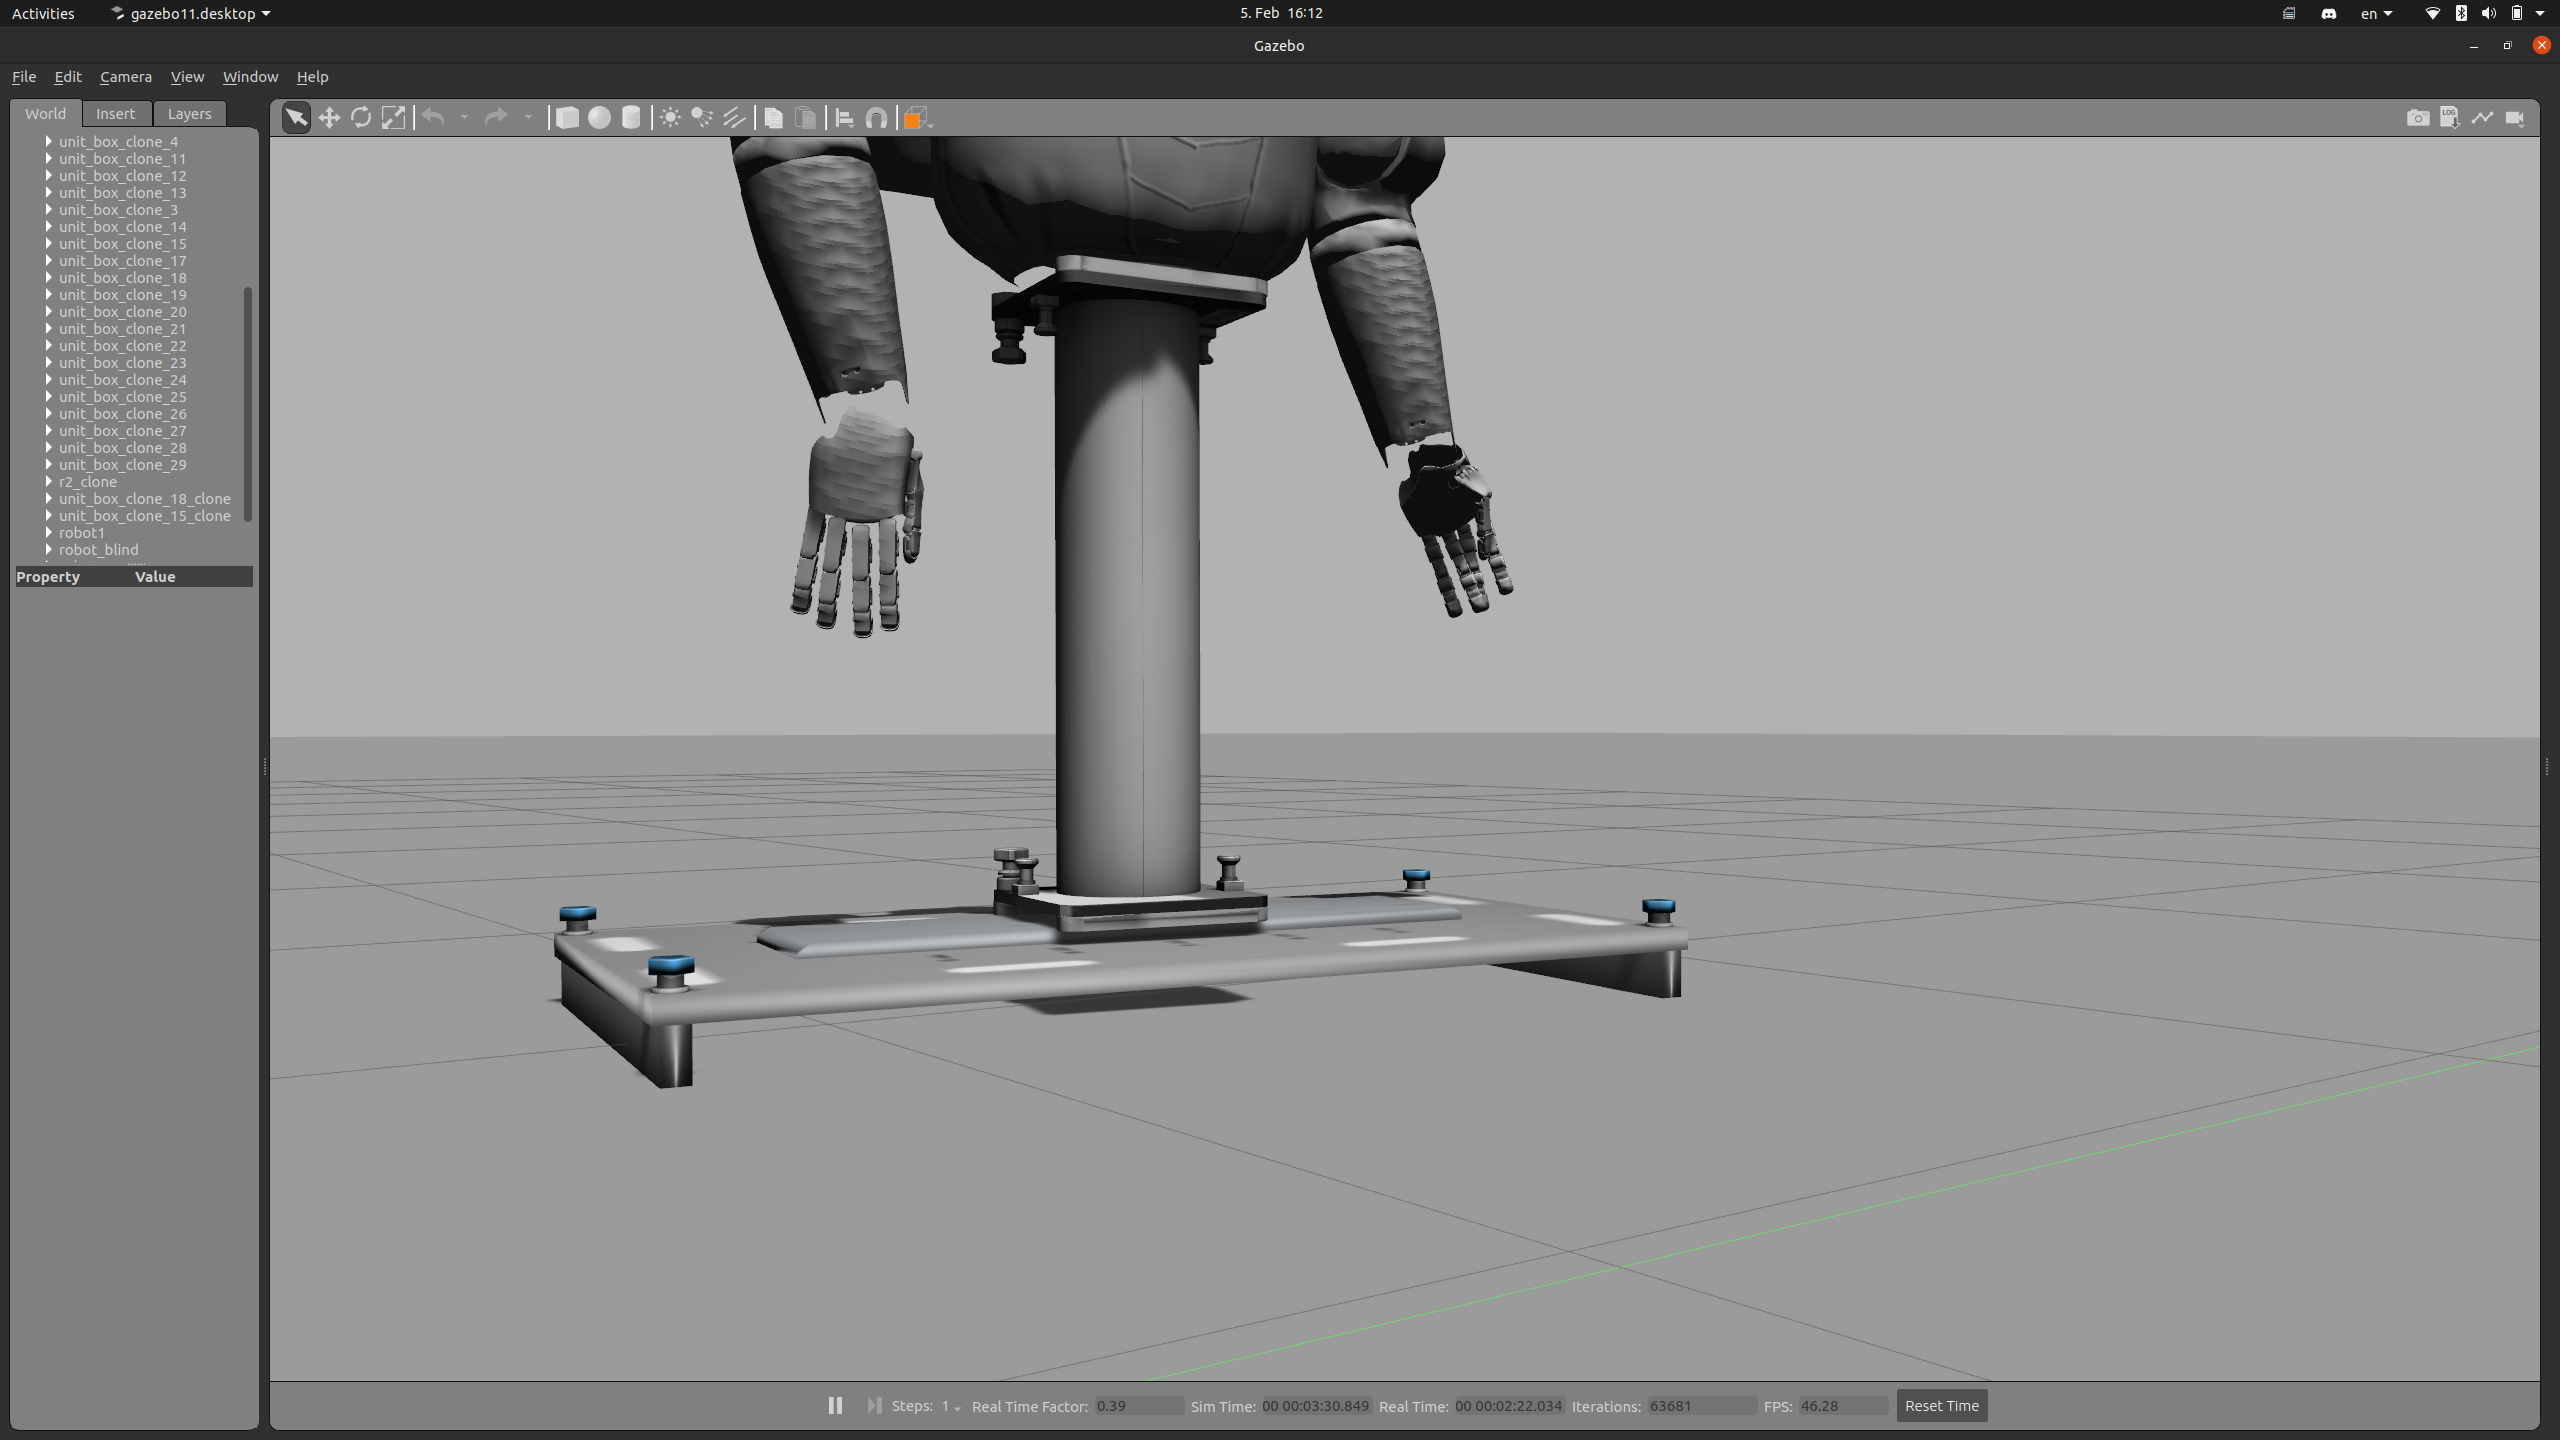 Activities gazebo11.desktop 5. Feb 16:12 en
Gazebo
File Edit Camera View Window Help
World Insert Layers
LOG
unit_box_clone_4
unit_box_clone_11
unit_box_clone_12
unit_box_clone_13
unit_box_clone_3
unit_box_clone_14
unit_box_clone_15
unit_box_clone_17
unit_box_clone_18
unit_box_clone_19
unit_box_clone_20
unit_box_clone_21
unit_box_clone_22
unit_box_clone_23
unit_box_clone_24
unit_box_clone_25
unit_box_clone_26
unit_box_clone_27
unit_box_clone_28
unit_box_clone_29
r2_clone
unit_box_clone_18_clone
unit_box_clone_15_clone
robot1
robot_blind
Property Value
Steps: 1 Real Time Factor: 0.39 Sim Time: 00 00:03:30.849 Real Time: 00 00:02:22.034 Iterations: 63681 FPS: 46.28 Reset Time